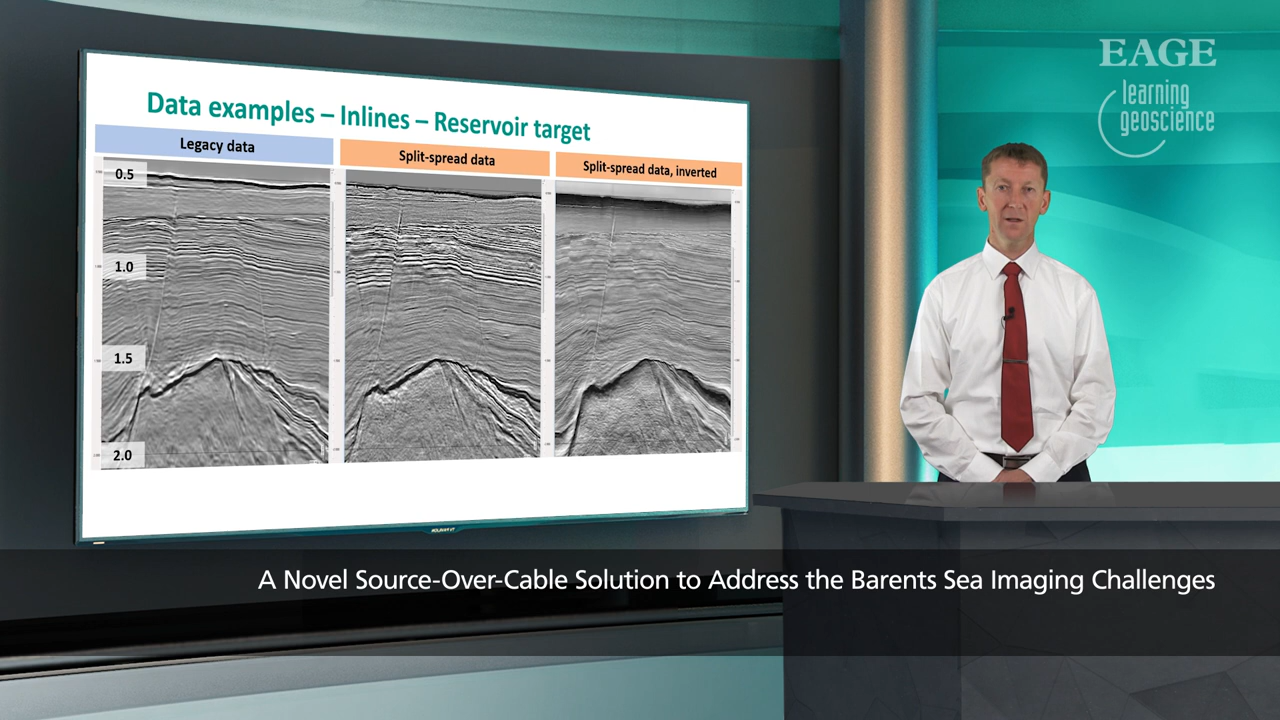 EAGE
learning
geoscience
Data examples – Inlines – Reservoir target
Legacy data
Split-spread data
Split-spread data, inverted
0.5
1.0
1.5
2.0
A Novel Source-Over-Cable Solution to Address the Barents Sea Imaging Challenges